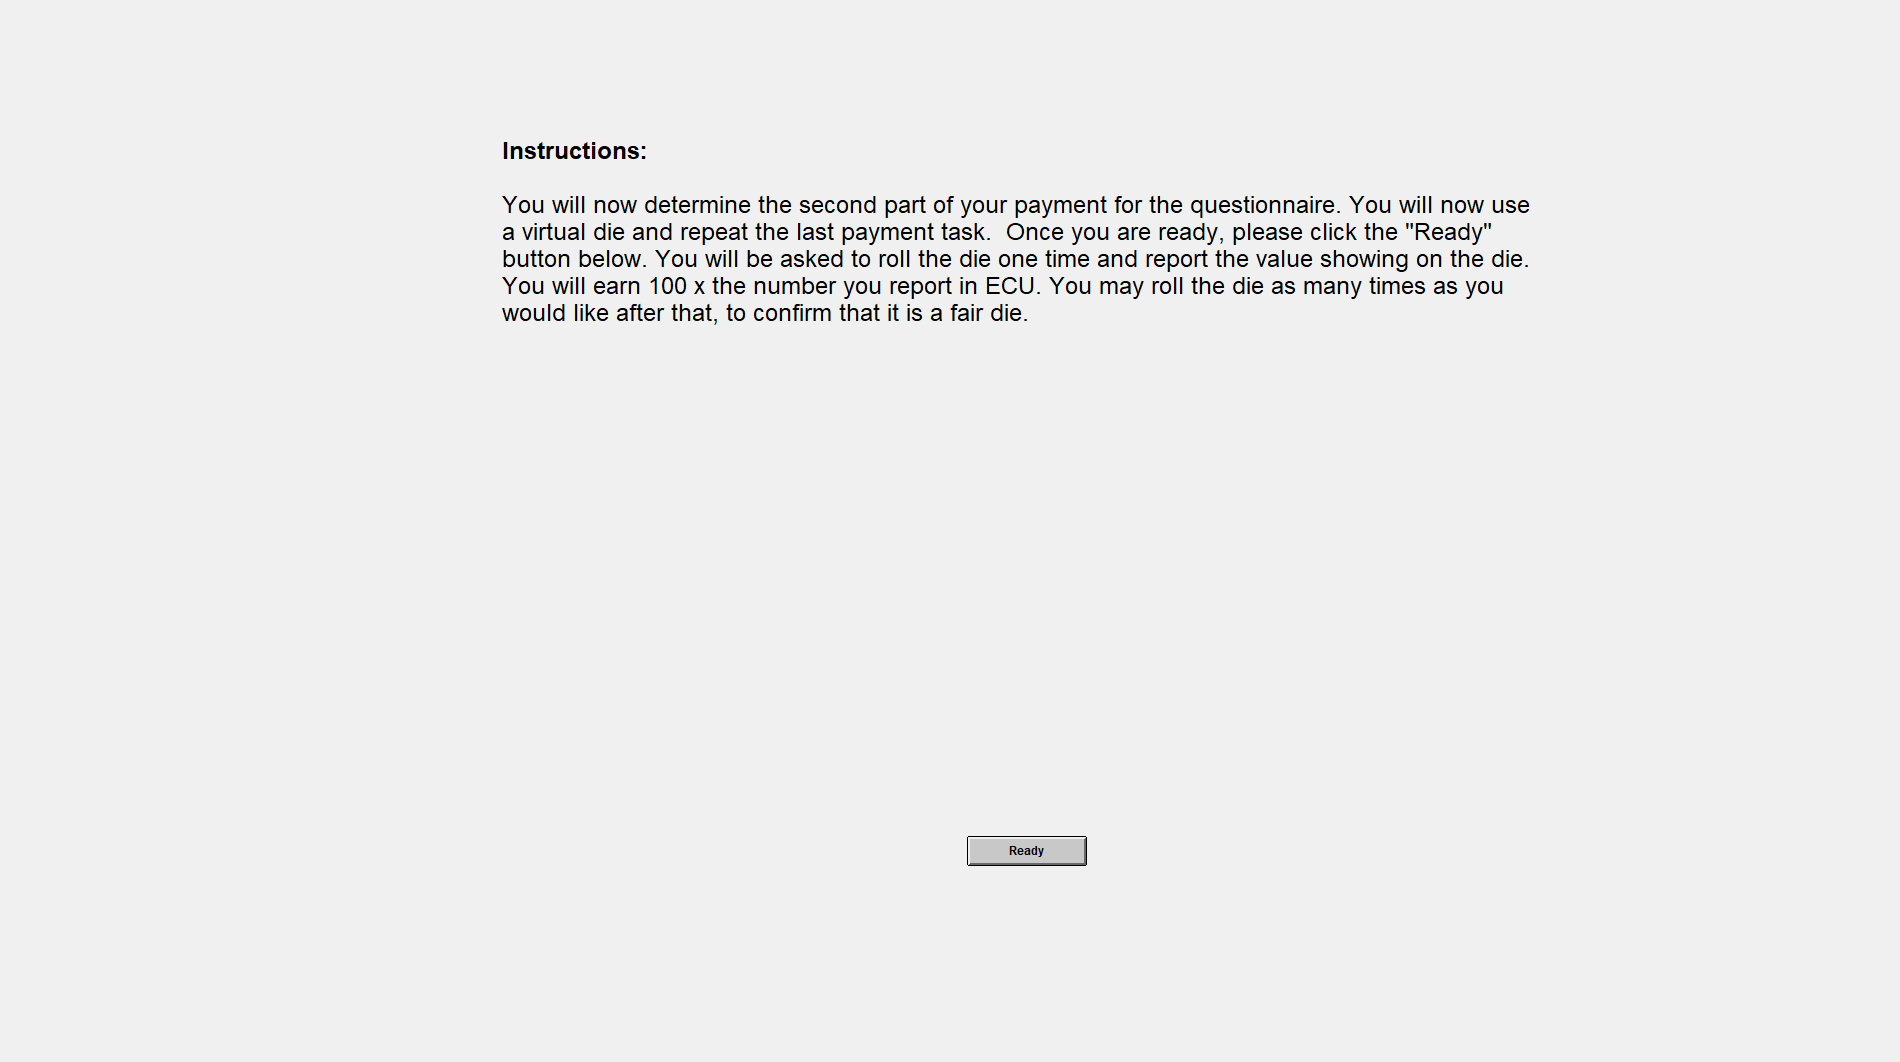 Instructions:
You will now determine the second part of your payment for the questionnaire. You will now use
a virtual die and repeat the last payment task.  Once you are ready, please click the "Ready"
button below. You will be asked to roll the die one time and report the value showing on the die.
You will earn 100 x the number you report in ECU. You may roll the die as many times as you
would like after that, to confirm that it is a fair die.
Ready